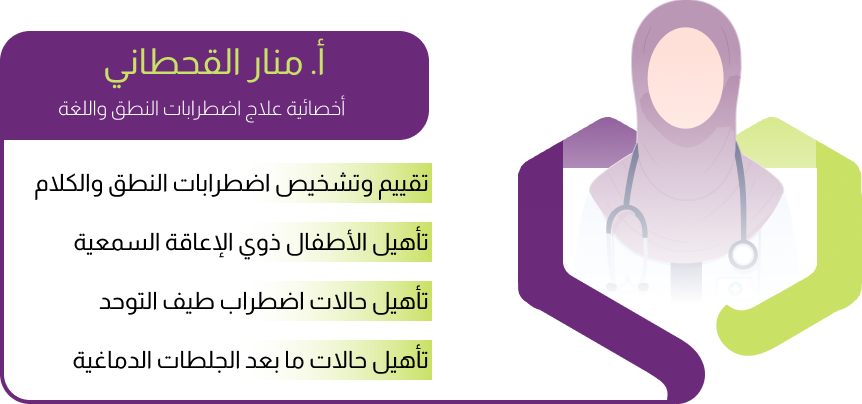 أ. منار القحطاني
أخصائية علاج اضطرابات النطق واللغة
تقييم وتشخيص اضطرابات النطق والكلام
تأهيل الأطفال ذوي الإعاقة السمعية
تأهيل حالات اضطراب طيف التوحد
تأهيل حالات ما بعد الجلطات الدماغية